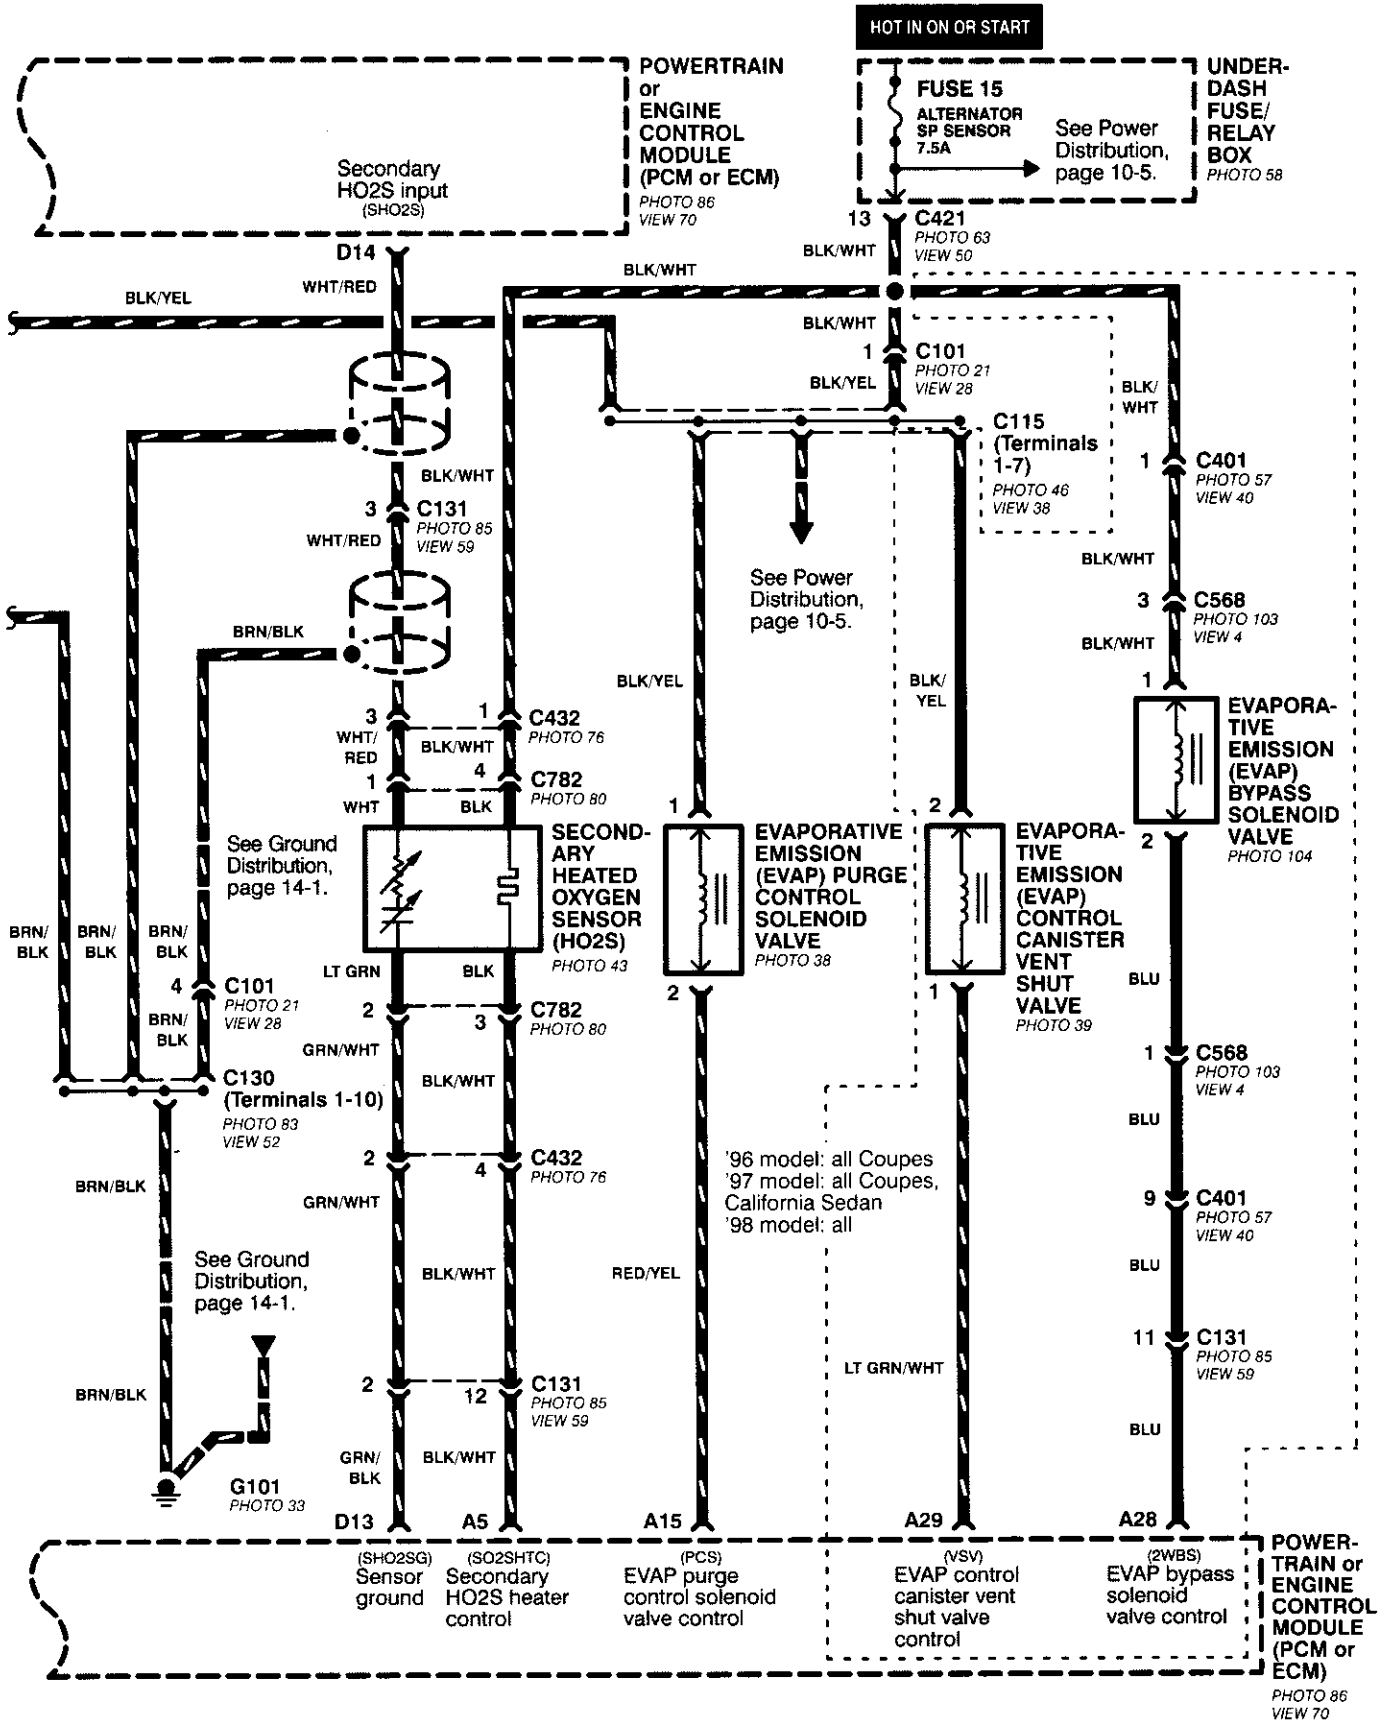 HOT IN ON OR START
POWERTRAIN
or
ENGINE
CONTROL
MODULE
(PCM or ECM)
PHOTO 86
VIEW 70
Secondary
HO2S input
(SHO2S)
FUSE 15
ALTERNATOR
SP SENSOR
7.5A
See Power
Distribution,
page 10-5.
UNDER-
DASH
FUSE/
RELAY
BOX
PHOTO 58
D14
WHT/RED
BLK/YEL
BLK/WHT
13
C421
PHOTO 63
VIEW 50
BLK/WHT
BLK/WHT
1
C101
PHOTO 21
VIEW 28
BLK/YEL
BLK/
WHT
C115
(Terminals
1-7)
PHOTO 46
VIEW 38
1
C401
PHOTO 57
VIEW 40
BLK/WHT
3
C131
PHOTO 85
VIEW 59
WHT/RED
BLK/WHT
3
C568
PHOTO 103
VIEW 4
BLK/WHT
See Power
Distribution,
page 10-5.
BRN/BLK
BLK/YEL
BLK/
YEL
1
EVAPORA-
TIVE
EMISSION
(EVAP)
BYPASS
SOLENOID
VALVE
PHOTO 104
3
1
C432
PHOTO 76
WHT/
RED
BLK/WHT
1
4
C782
PHOTO 80
WHT
BLK
1
2
2
See Ground
Distribution,
page 14-1.
SECOND-
ARY
HEATED
OXYGEN
SENSOR
(HO2S)
PHOTO 43
EVAPORATIVE
EMISSION
(EVAP) PURGE
CONTROL
SOLENOID
VALVE
PHOTO 38
EVAPORA-
TIVE
EMISSION
(EVAP)
CONTROL
CANISTER
VENT
SHUT
VALVE
PHOTO 39
BRN/
BLK
BRN/
BLK
BRN/
BLK
LT GRN
BLK
BLU
4
C101
PHOTO 21
VIEW 28
BRN/
BLK
2
3
C782
PHOTO 80
2
1
GRN/WHT
BLK/WHT
1
C568
PHOTO 103
VIEW 4
C130
(Terminals 1-10)
PHOTO 83
VIEW 52
BLU
2
4
C432
PHOTO 76
'96 model: all Coupes
'97 model: all Coupes,
California Sedan
'98 model: all
BRN/BLK
GRN/WHT
9
C401
PHOTO 57
VIEW 40
See Ground
Distribution,
page 14-1.
BLK/WHT
RED/YEL
BLU
11
C131
PHOTO 85
VIEW 59
LT GRN/WHT
BRN/BLK
2
12
C131
PHOTO 85
VIEW 59
BLU
GRN/
BLK
BLK/WHT
G101
PHOTO 33
D13
A5
A15
A29
A28
(SHO2SG)
Sensor
ground
(SO2SHTC)
Secondary
HO2S heater
control
(PCS)
EVAP purge
control solenoid
valve control
(VSV)
EVAP control
canister vent
shut valve
control
(2WBS)
EVAP bypass
solenoid
valve control
POWER-
TRAIN or
ENGINE
CONTROL
MODULE
(PCM or
ECM)
PHOTO 86
VIEW 70